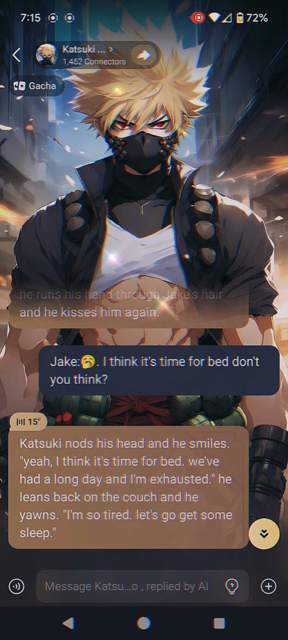 7:15
72%
Katsuki ... >
1,452 Connectors
Gacha
he runs his hand through Jake's hair
and he kisses him again.
Jake:🥱. I think it's time for bed don't
you think?
15"
Katsuki nods his head and he smiles.
"yeah, I think it's time for bed. we've
had a long day and I'm exhausted." he
leans back on the couch and he
yawns. "I'm so tired. let's go get some
sleep."
Message Katsu...o , replied by AI